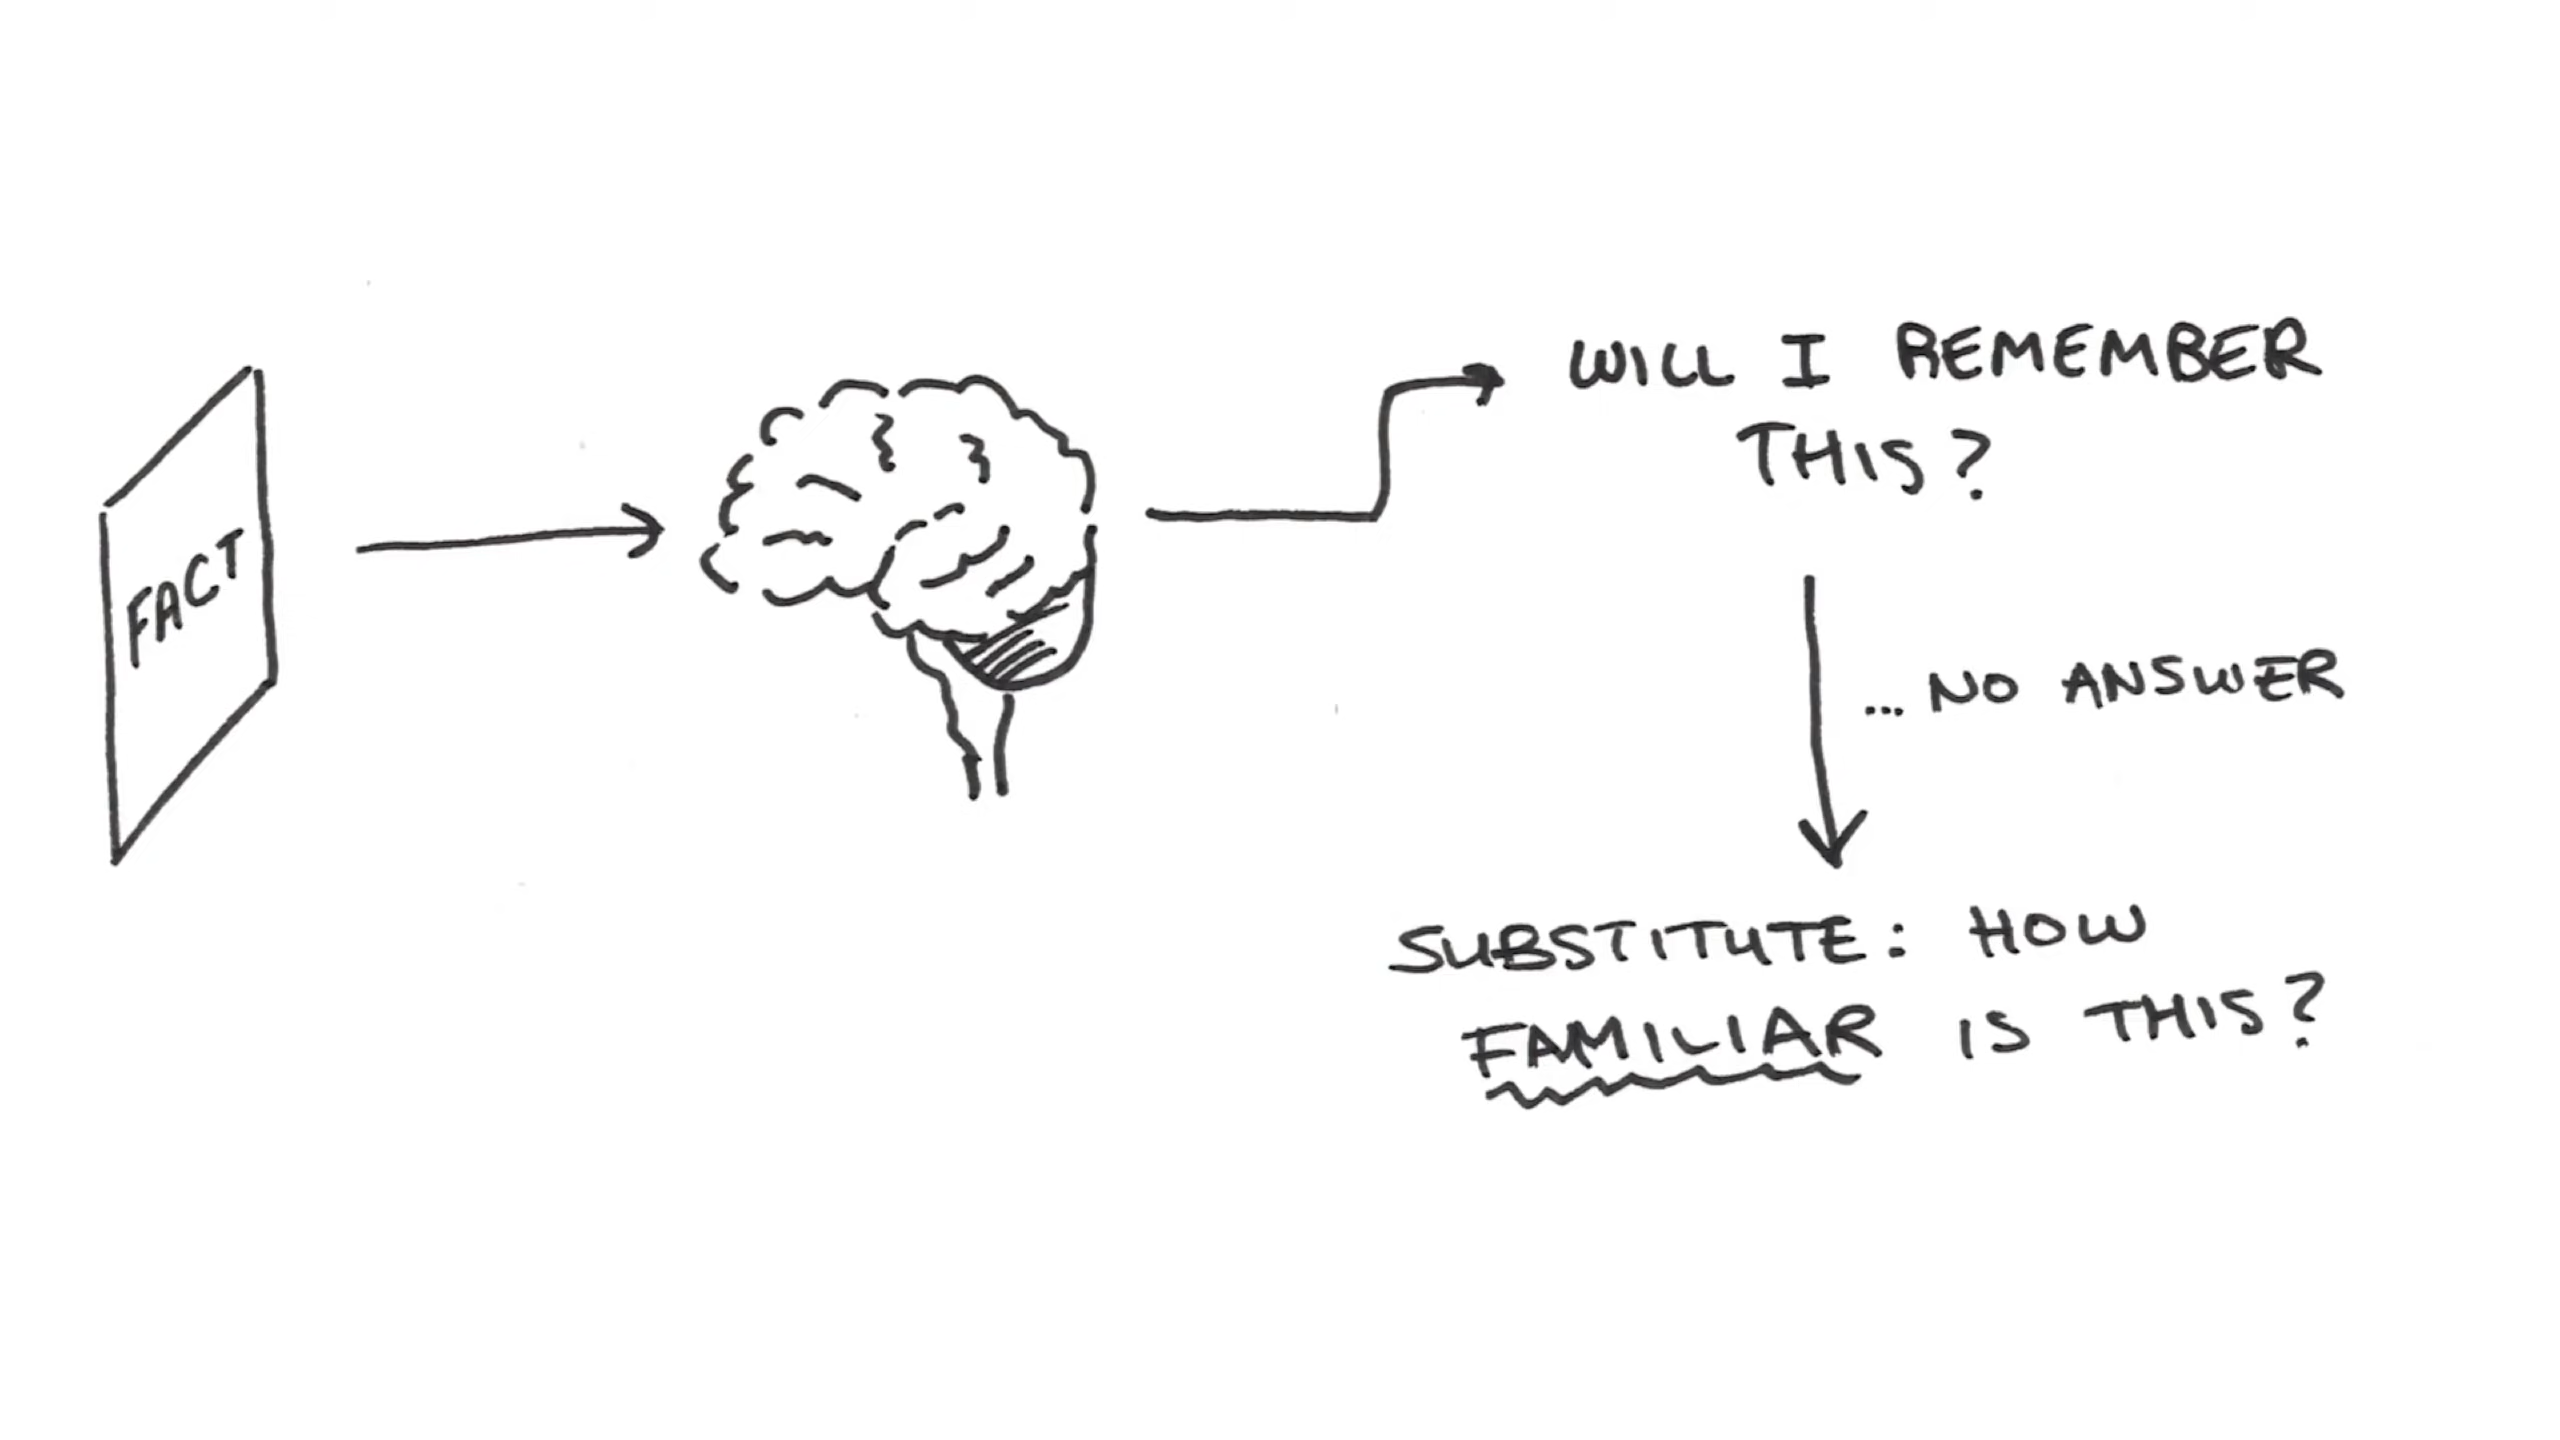 FACT
WILL I REMEMBER
THIS?
... NO ANSWER
SUBSTITUTE: HOW
FAMILIAR IS THIS?